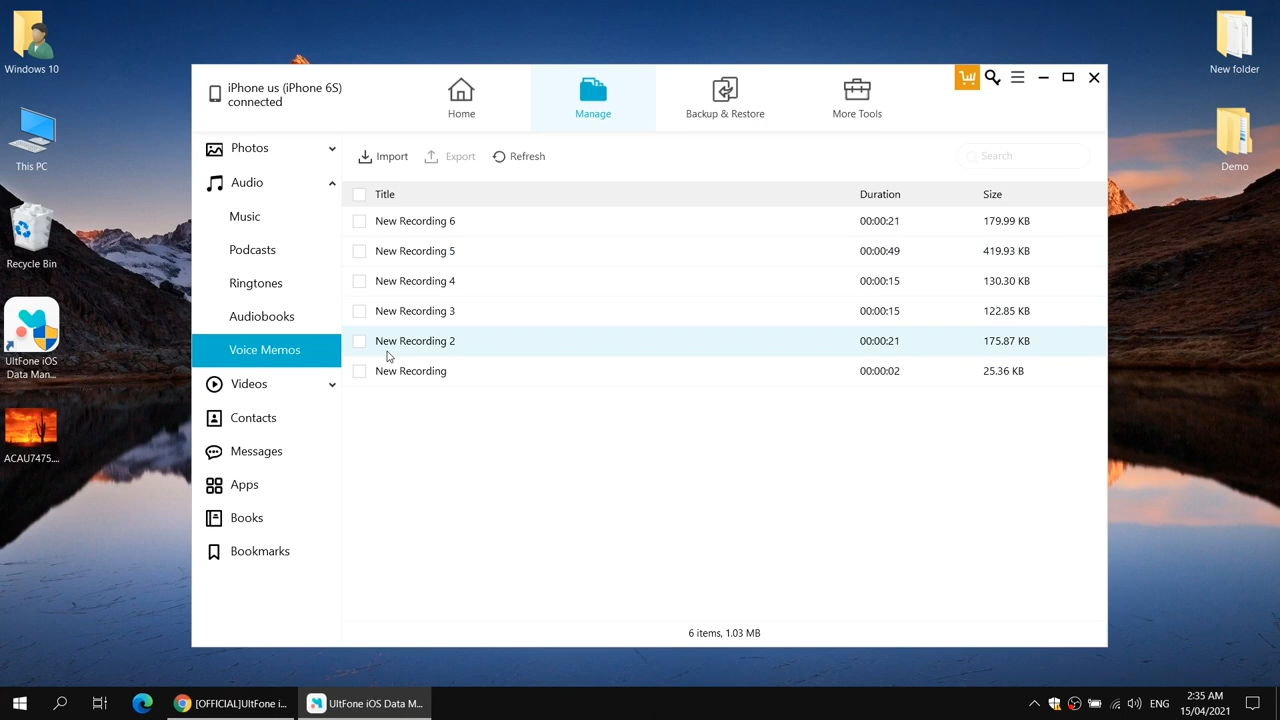 Windows 10
This PC
Recycle Bin
UltFone iOS
Data Man...
ACAU7475....
New folder
Demo
iPhone us (iPhone 6S)
connected
Home
Manage
Backup & Restore
More Tools
Photos
Audio
Music
Podcasts
Ringtones
Audiobooks
Voice Memos
Videos
Contacts
Messages
Apps
Books
Bookmarks
Import Export Refresh Search
Title Duration Size
New Recording 6 00:00:21 179.99 KB
New Recording 5 00:00:49 419.93 KB
New Recording 4 00:00:15 130.30 KB
New Recording 3 00:00:15 122.85 KB
New Recording 2 00:00:21 175.87 KB
New Recording 00:00:02 25.36 KB
6 items, 1.03 MB
[OFFICIAL]UltFone i...
UltFone iOS Data M...
ENG
2:35 AM
15/04/2021